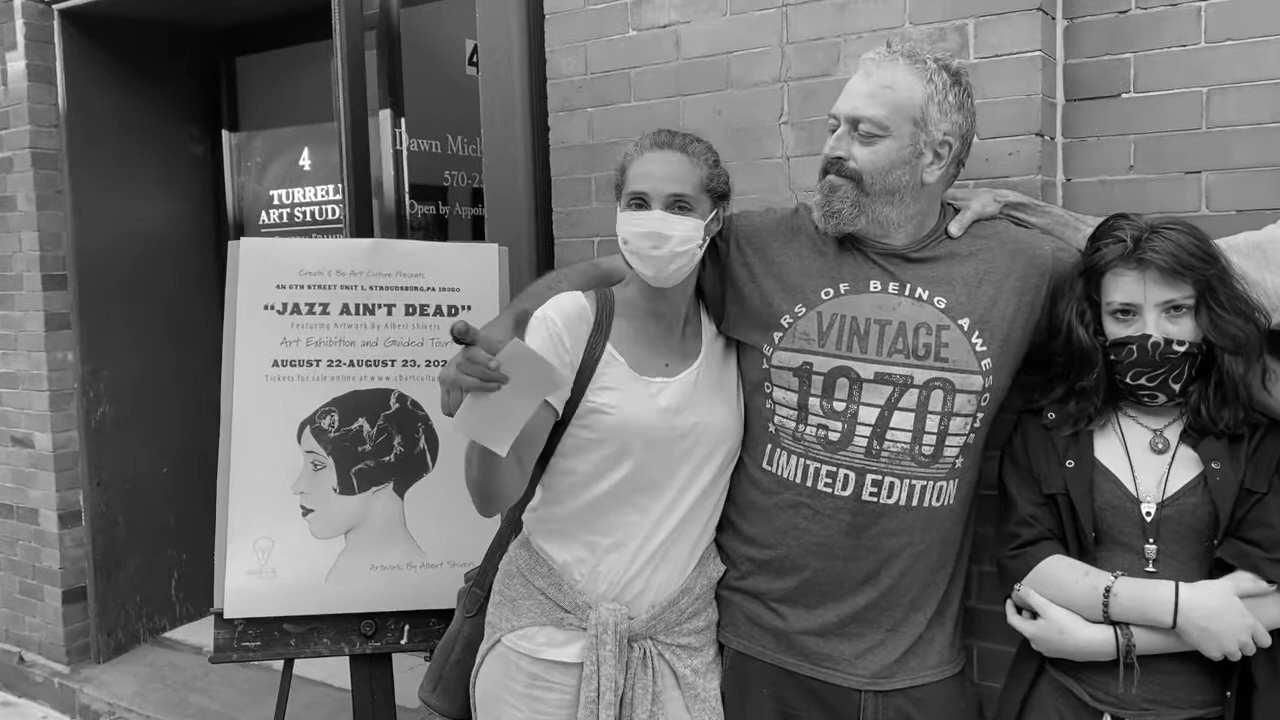 4
TURRELL
ART STUD
4
Dawn Mich
570-2
Open by Appoin
Create & Be Art Culture Presents
4N 6TH STREET UNIT 1, STROUDSBURG, PA 18360
"JAZZ AIN'T DEAD"
Featuring Artwork By Albert Shivers
Art Exhibition and Guided Tour
AUGUST 22-AUGUST 23, 202
Tickets for sale online at www.cbartcultu
Artwork By Albert Shivers
50 YEARS OF BEING AWESOME
VINTAGE
1970
LIMITED EDITION